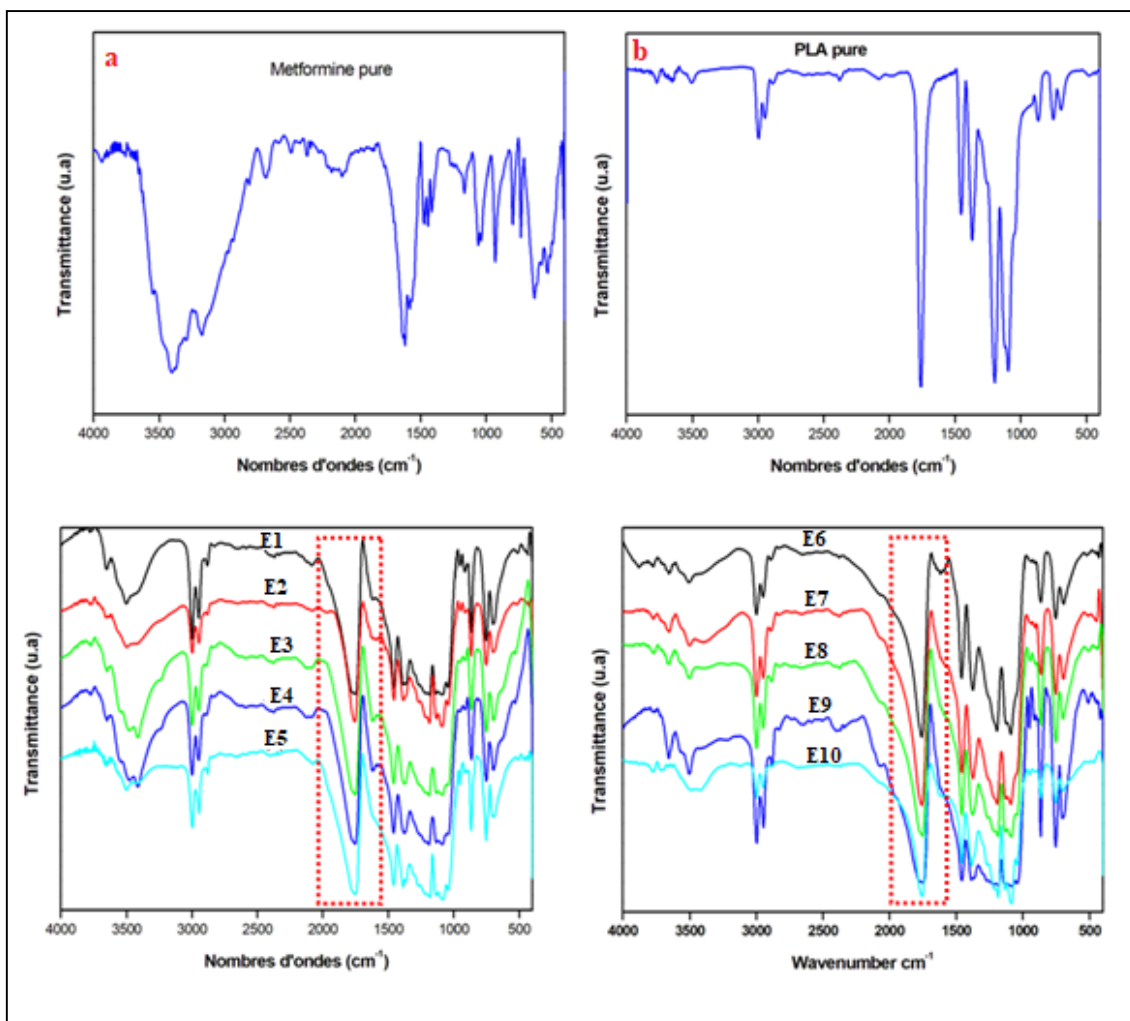 a
Metformine pure
Transmittance (u.a)
4000 3500 3000 2500 2000 1500 1000 500
Nombres d'ondes (cm-1)
b
PLA pure
Transmittance (u.a)
4000 3500 3000 2500 2000 1500 1000 500
Nombres d'ondes (cm-1)
E1
E2
E3
E4
E5
Transmittance (u.a)
4000 3500 3000 2500 2000 1500 1000 500
Nombres d'ondes (cm-1)
E6
E7
E8
E9
E10
Transmittance (u.a)
4000 3500 3000 2500 2000 1500 1000 500
Wavenumber cm-1